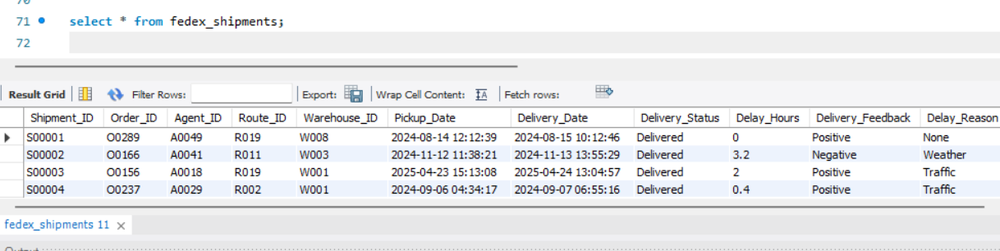 70
71 select * from fedex_shipments;
72
Result Grid Filter Rows: Export: Wrap Cell Content: Fetch rows:
Shipment_ID Order_ID Agent_ID Route_ID Warehouse_ID Pickup_Date Delivery_Date Delivery_Status Delay_Hours Delivery_Feedback Delay_Reason
S00001 O0289 A0049 R019 W008 2024-08-14 12:12:39 2024-08-15 10:12:46 Delivered 0 Positive None
S00002 O0166 A0041 R011 W003 2024-11-12 11:38:21 2024-11-13 13:55:29 Delivered 3.2 Negative Weather
S00003 O0156 A0018 R019 W001 2025-04-23 15:13:08 2025-04-24 13:04:57 Delivered 2 Positive Traffic
S00004 O0237 A0029 R002 W001 2024-09-06 04:34:17 2024-09-07 06:55:16 Delivered 0.4 Positive Traffic
fedex_shipments 11
Output